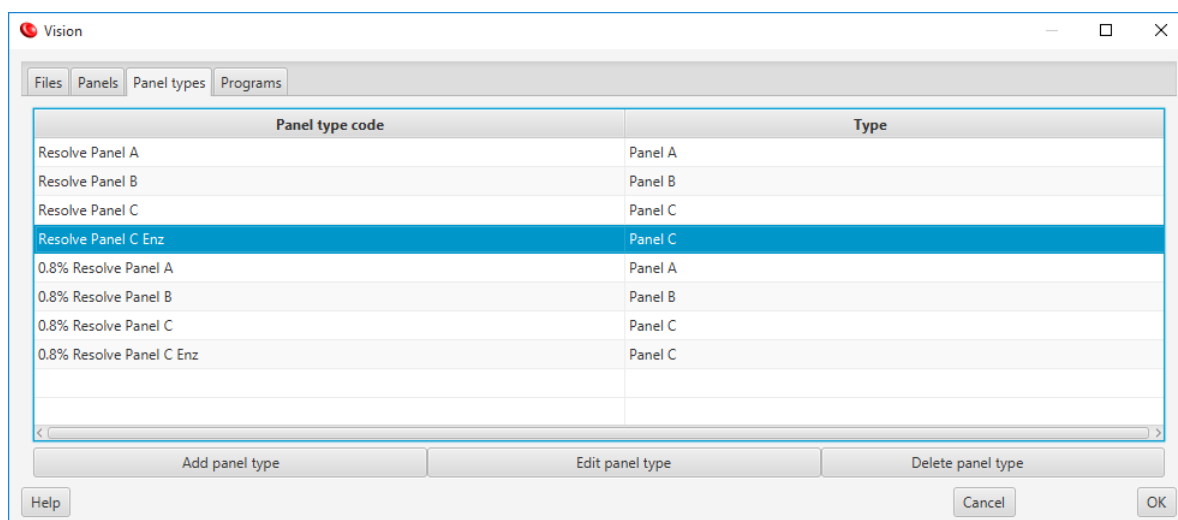 Vision
Files Panels Panel types Programs
Panel type code Type
Resolve Panel A Panel A
Resolve Panel B Panel B
Resolve Panel C Panel C
Resolve Panel C Enz Panel C
0.8% Resolve Panel A Panel A
0.8% Resolve Panel B Panel B
0.8% Resolve Panel C Panel C
0.8% Resolve Panel C Enz Panel C
Add panel type Edit panel type Delete panel type
Help Cancel OK